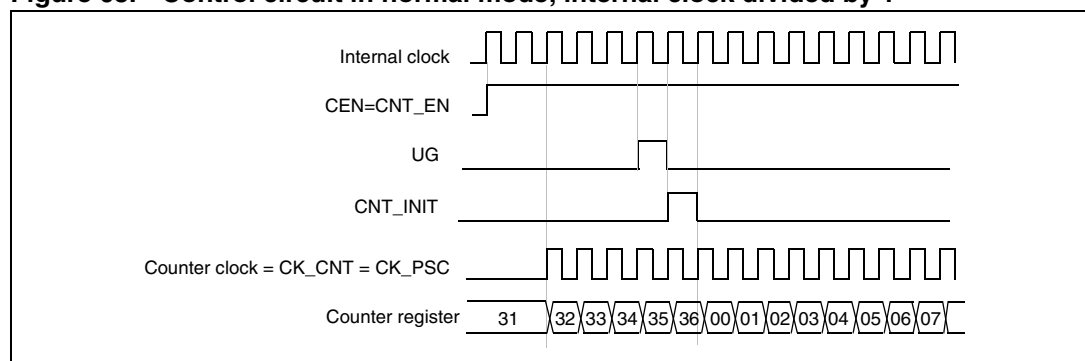 Figure 68. Control circuit in normal mode, internal clock divided by 1
Internal clock
CEN=CNT_EN
UG
CNT_INIT
Counter clock = CK_CNT = CK_PSC
Counter register 31 32 33 34 35 36 00 01 02 03 04 05 06 07